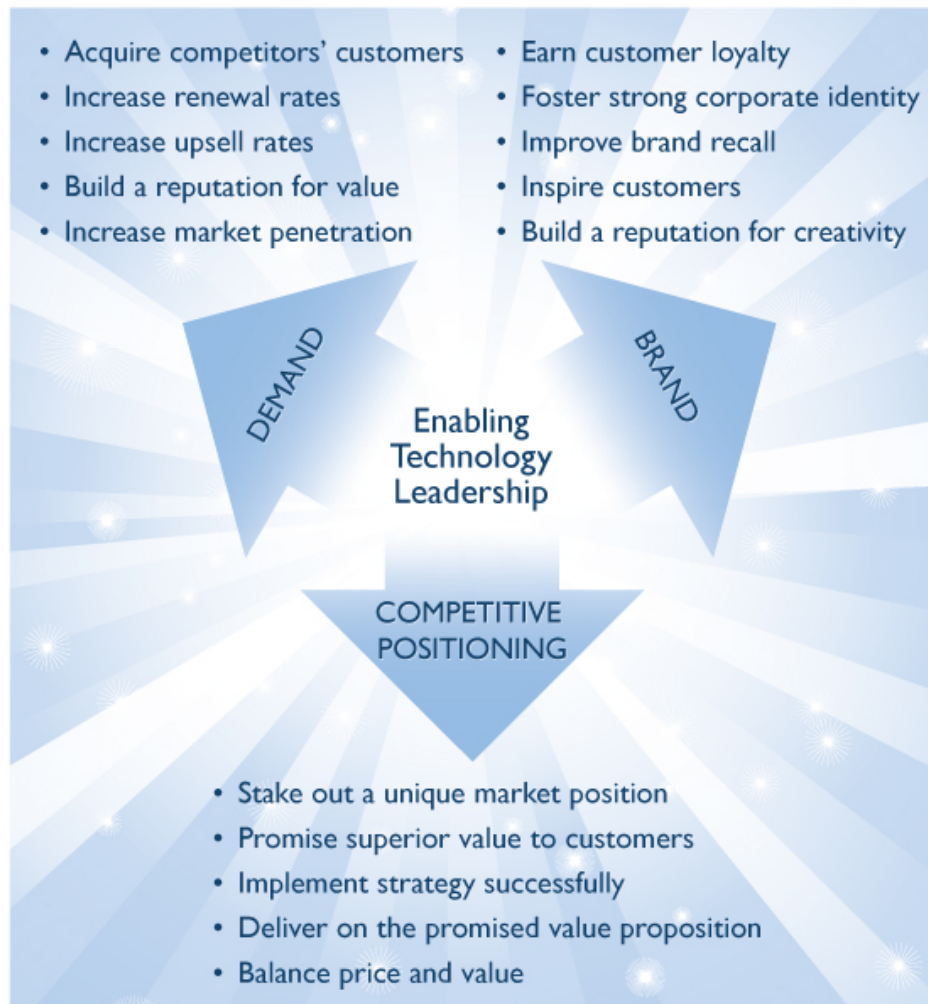 • Acquire competitors’ customers
• Increase renewal rates
• Increase upsell rates
• Build a reputation for value
• Increase market penetration
• Earn customer loyalty
• Foster strong corporate identity
• Improve brand recall
• Inspire customers
• Build a reputation for creativity
DEMAND
BRAND
Enabling
Technology
Leadership
COMPETITIVE
POSITIONING
• Stake out a unique market position
• Promise superior value to customers
• Implement strategy successfully
• Deliver on the promised value proposition
• Balance price and value